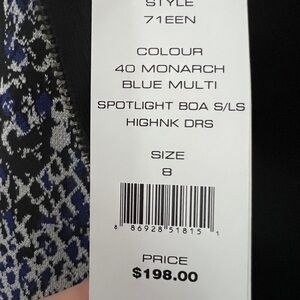 STYLE
71EEN
COLOUR
40 MONARCH
BLUE MULTI
SPOTLIGHT BOA S/LS
HIGHNK DRS
SIZE
8
8 86928 51815 1
PRICE
$198.00